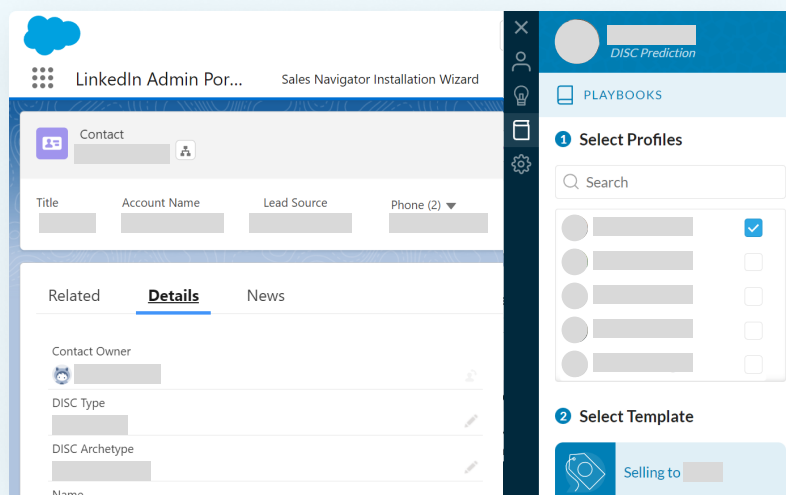 LinkedIn Admin Por...
Sales Navigator Installation Wizard
Contact
Title
Account Name
Lead Source
Phone (2)
Related
Details
News
Contact Owner
DISC Type
DISC Archetype
Name
DISC Prediction
PLAYBOOKS
1 Select Profiles
Search
2 Select Template
Selling to